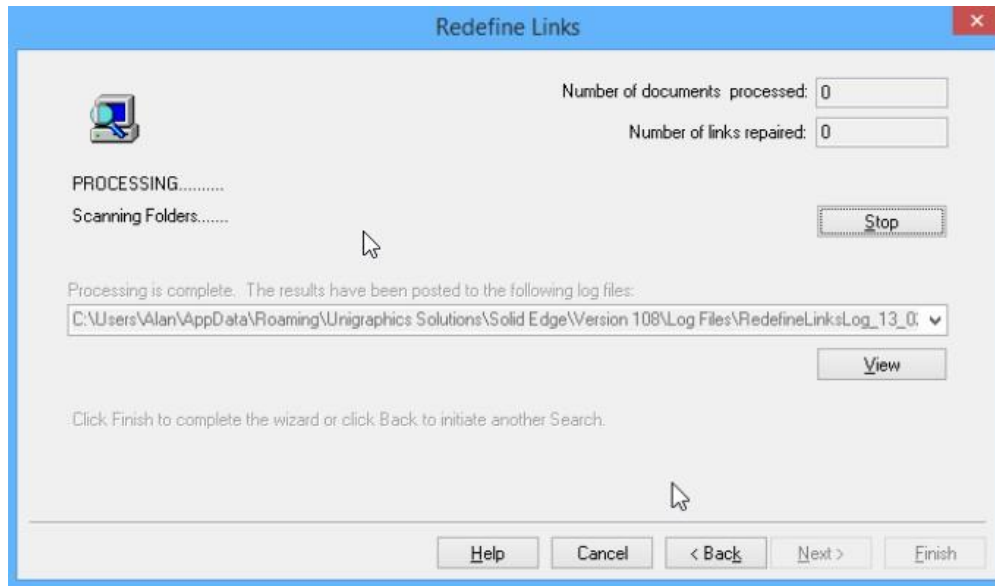 Redefine Links
Number of documents processed: 0
Number of links repaired: 0
PROCESSING..........
Scanning Folders.......
Stop
Processing is complete. The results have been posted to the following log files:
C:\Users\Alan\AppData\Roaming\Unigraphics Solutions\Solid Edge\Version 108\Log Files\RedefineLinksLog_13_0
View
Click Finish to complete the wizard or click Back to initiate another Search.
Help Cancel < Back Next > Finish